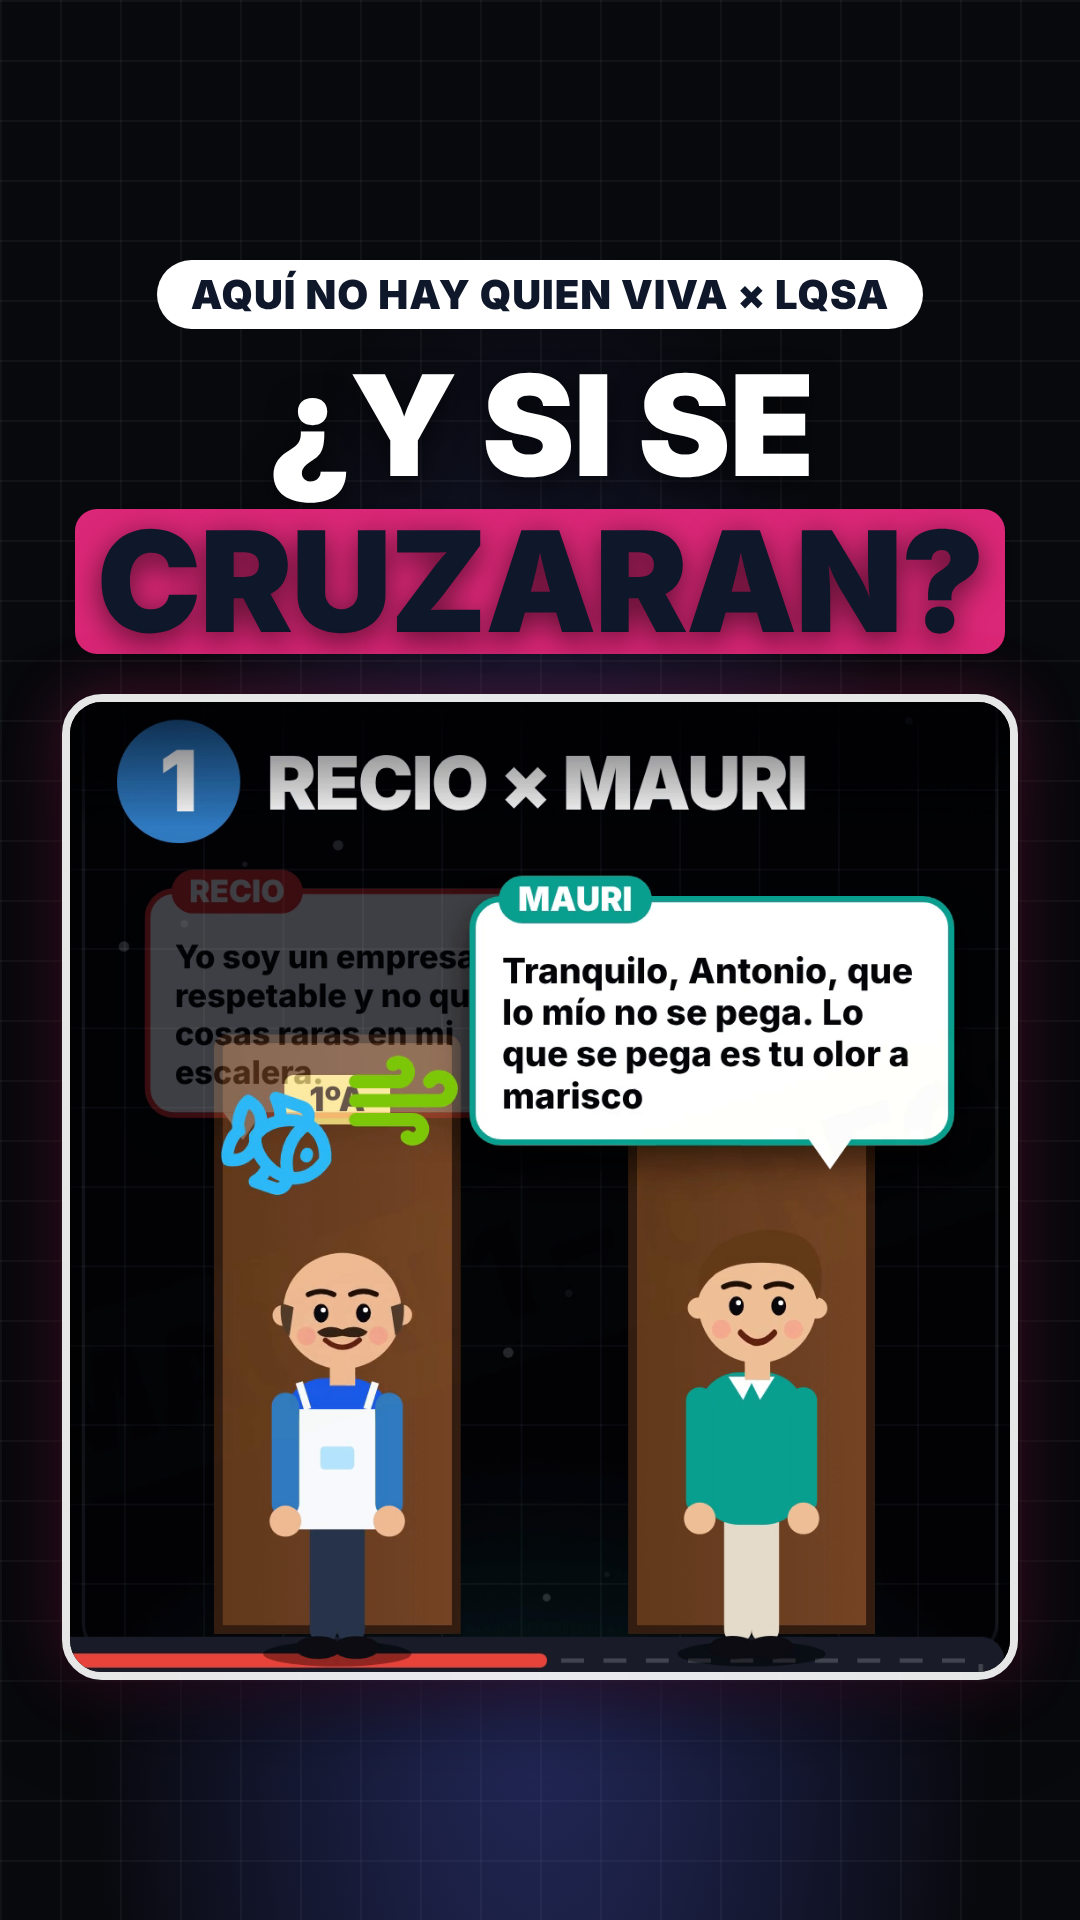 AQUÍ NO HAY QUIEN VIVA × LQSA
¿Y SI SE
CRUZARAN?
1
RECIO × MAURI
RECIO
Yo soy un
respetable y no
cosas raras en mi
escalera.
MAURI
Tranquilo, Antonio, que
lo mío no se pega. Lo
que se pega es tu olor a
marisco
1ºA